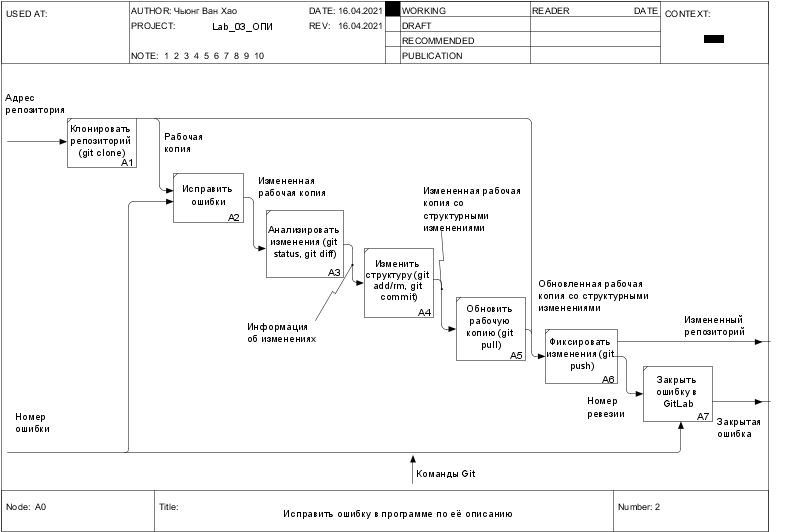 USED AT:
AUTHOR: Чыонг Ван Хао
DATE: 16.04.2021
PROJECT: Lab_03_ОПИ
REV: 16.04.2021
NOTE: 1 2 3 4 5 6 7 8 9 10
WORKING
DRAFT
RECOMMENDED
PUBLICATION
READER
DATE
CONTEXT:
Адрес
репозитория
Клонировать
репозиторий
(git clone)
A1
Рабочая
копия
Исправить
ошибки
A2
Измененная
рабочая копия
Анализировать
изменения (git
status, git diff)
A3
Информация
об изменениях
Измененная рабочая
копия со
структурными
изменениями
Изменить
структуру (git
add/rm, git
commit)
A4
Обновить
рабочую
копию (git
pull)
A5
Обновленная рабочая
копия со структурными
изменениями
Фиксировать
изменения (git
push)
A6
Измененный
репозиторий
Номер
ревезии
Закрыть
ошибку в
GitLab
A7
Закрытая
ошибка
Номер
ошибки
Команды Git
Node: A0
Title:
Исправить ошибку в программе по её описанию
Number: 2